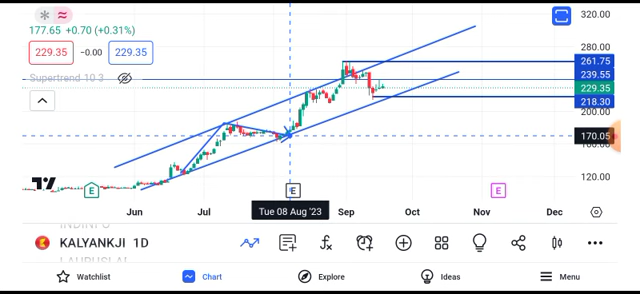 177.65 +0.70 (+0.31%)
229.35 −0.00 229.35
Supertrend 10 3
320.00
280.00
261.75
239.55
229.35
218.30
200.00
170.05
160.00
120.00
E E E
Jun Jul Tue 08 Aug '23 Sep Oct Nov Dec
KALYANKJI 1D
Watchlist Chart Explore Ideas Menu